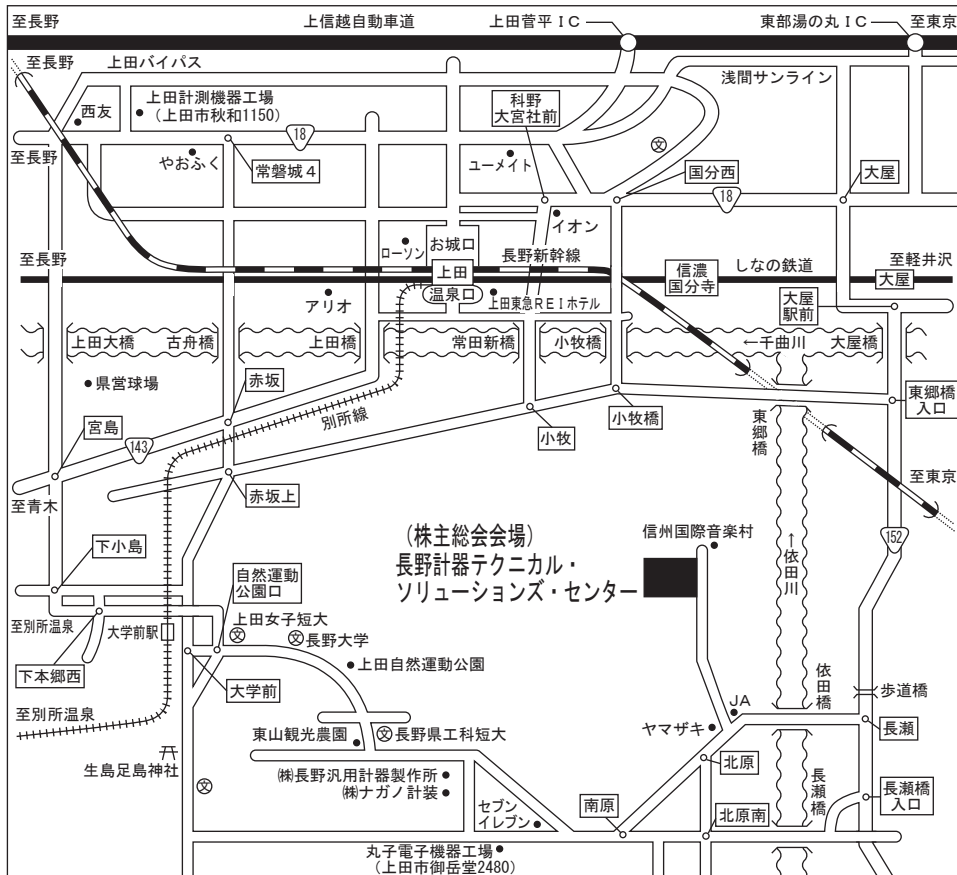 至長野
上信越自動車道
上田菅平IC
東部湯の丸IC
至東京
至長野
上田バイパス
浅間サンライン
西友
上田計測機器工場
(上田市秋和1150)
科野
大宮社前
18
至長野
やおふく
常磐城4
ユーメイト
文
国分西
18
大屋
イオン
ローソン
お城口
長野新幹線
至長野
上田
信濃
国分寺
しなの鉄道
至軽井沢
大屋
アリオ
温泉口
上田東急REIホテル
大屋
駅前
上田大橋
古舟橋
上田橋
常田新橋
小牧橋
←千曲川
大屋橋
県営球場
赤坂
東郷橋
入口
宮島
別所線
小牧
小牧橋
東郷橋
143
至青木
赤坂上
至東京
(株主総会会場)
長野計器テクニカル・
ソリューションズ・センター
信州国際音楽村
←依田川
152
下小島
自然運動
公園口
至別所温泉
大学前駅
文
上田女子短大
文
長野大学
下本郷西
大学前
上田自然運動公園
依田橋
歩道橋
至別所温泉
JA
ヤマザキ
長瀬
東山観光農園
文
長野県工科短大
生島足島神社
北原
文
㈱長野汎用計器製作所
㈱ナガノ計装
長瀬橋
長瀬橋
入口
セブン
イレブン
南原
北原南
丸子電子機器工場
(上田市御岳堂2480)